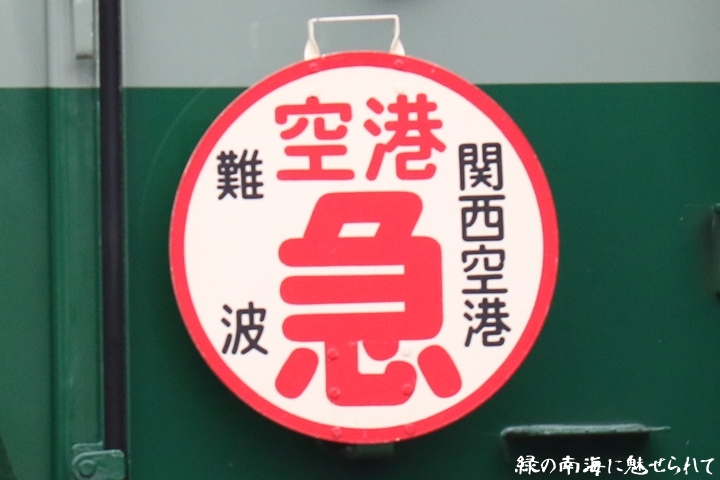 空港
急
難波
関西空港
緑の南海に魅せられて